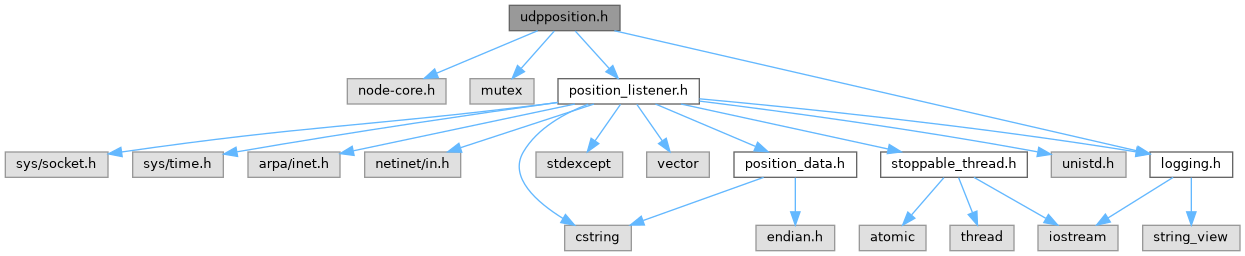 udpposition.h
node-core.h
mutex
position_listener.h
sys/socket.h
sys/time.h
arpa/inet.h
netinet/in.h
stdexcept
vector
position_data.h
stoppable_thread.h
unistd.h
logging.h
cstring
endian.h
atomic
thread
iostream
string_view